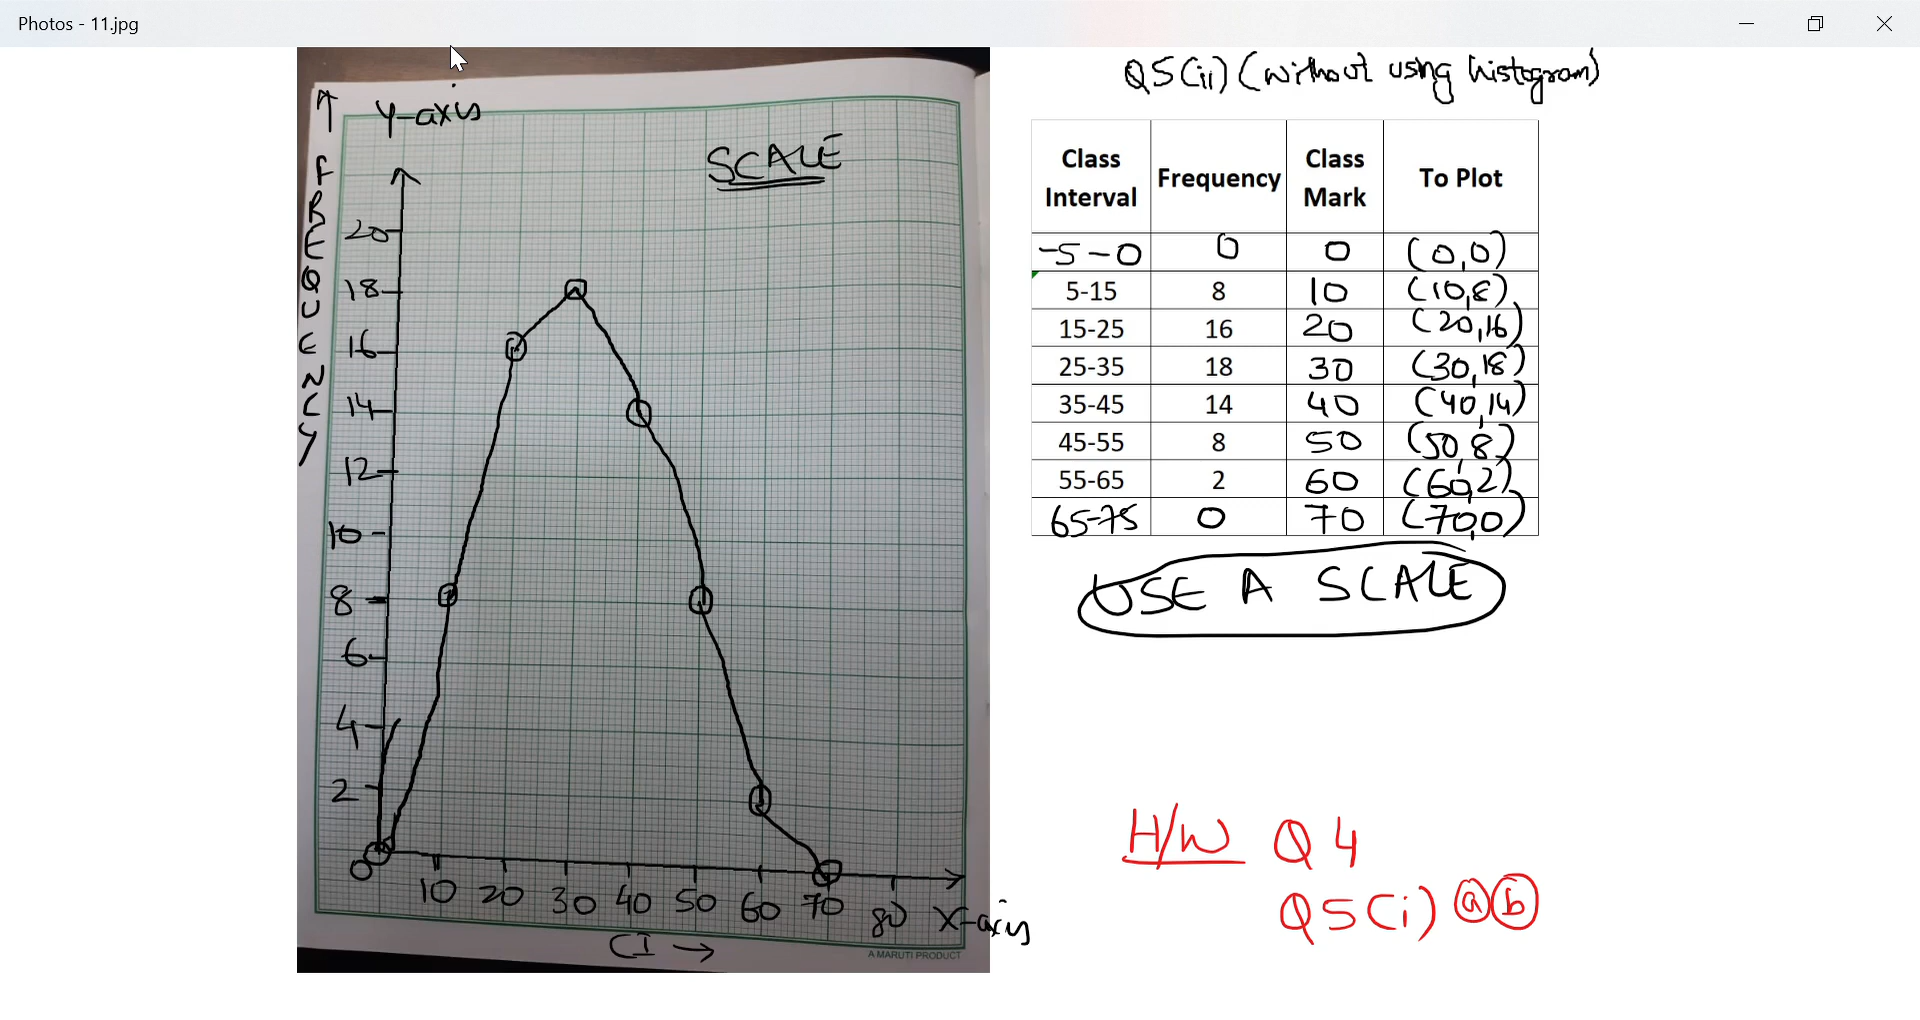 Photos - 11.jpg
Q5(ii) (without using histogram)
Y-axis
SCALE
FREQUENCY
20
18
16
14
12
10
8
6
4
2
0
10 20 30 40 50 60 70 80 X-axis
CI →
A MARUTI PRODUCT
Class Interval Frequency Class Mark To Plot
-5-0 0 0 (0,0)
5-15 8 10 (10,8)
15-25 16 20 (20,16)
25-35 18 30 (30,18)
35-45 14 40 (40,14)
45-55 8 50 (50,8)
55-65 2 60 (60,2)
65-75 0 70 (70,0)
USE A SCALE
H/W Q4
Q5(i) a b